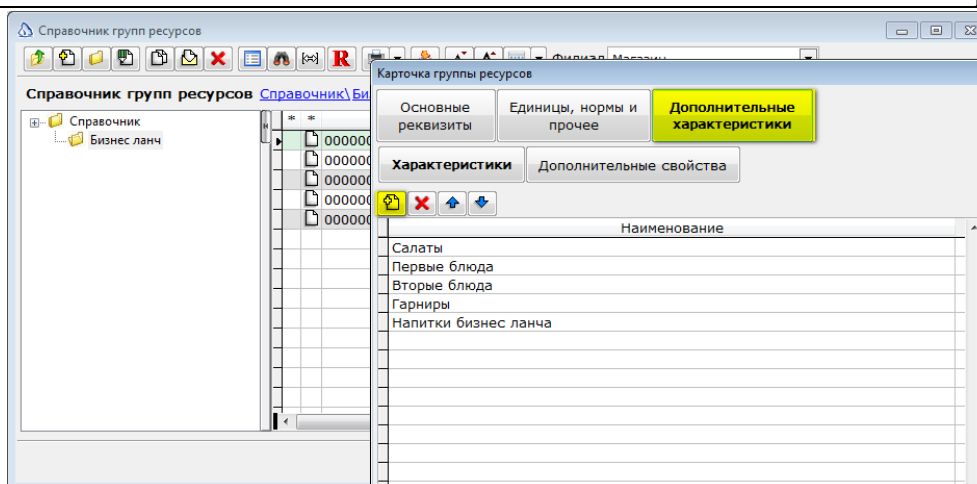 Справочник групп ресурсов
R
Филиал Магазин
Справочник групп ресурсов Справочник\Би
Справочник
Бизнес ланч
* *
000000
000000
000000
000000
000000
Карточка группы ресурсов
Основные реквизиты
Единицы, нормы и прочее
Дополнительные характеристики
Характеристики
Дополнительные свойства
Наименование
Салаты
Первые блюда
Вторые блюда
Гарниры
Напитки бизнес ланча